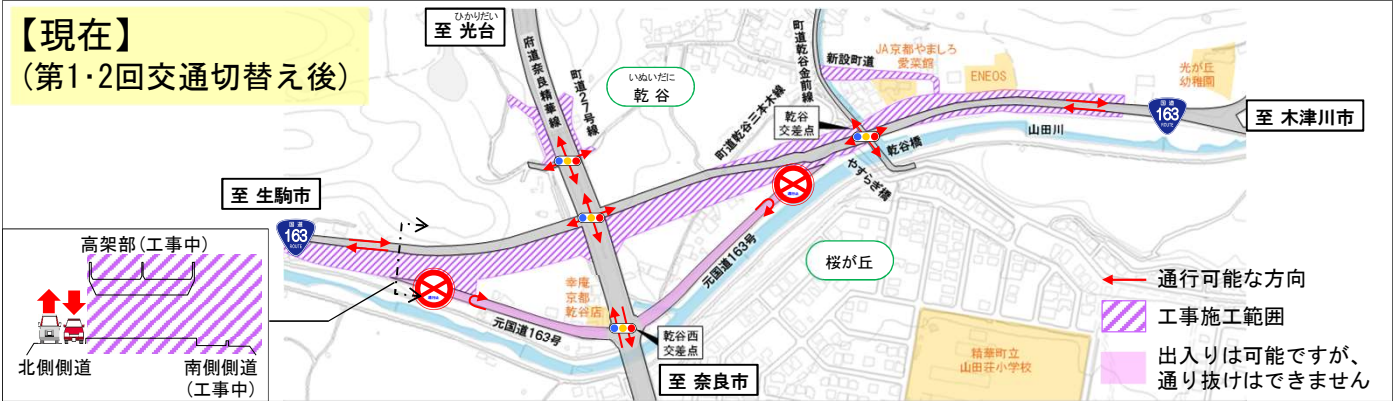 【現在】
(第1･2回交通切替え後)
ひかりだい
至 光台
府道奈良精華線
町道27号線
いぬいだに
乾 谷
町道乾谷三本木線
町道乾谷金前線
新設町道
JA京都やましろ
愛菜館
ENEOS
光が丘
幼稚園
国道
163
ROUTE
至 木津川市
乾谷
交差点
乾谷橋
山田川
やすらぎ橋
至 生駒市
国道
163
ROUTE
高架部(工事中)
北側側道
南側側道
(工事中)
幸庵
京都
乾谷店
元国道163号
元国道163号
乾谷西
交差点
至 奈良市
桜が丘
精華町立
山田荘小学校
通行可能な方向
工事施工範囲
出入りは可能ですが、
通り抜けはできません